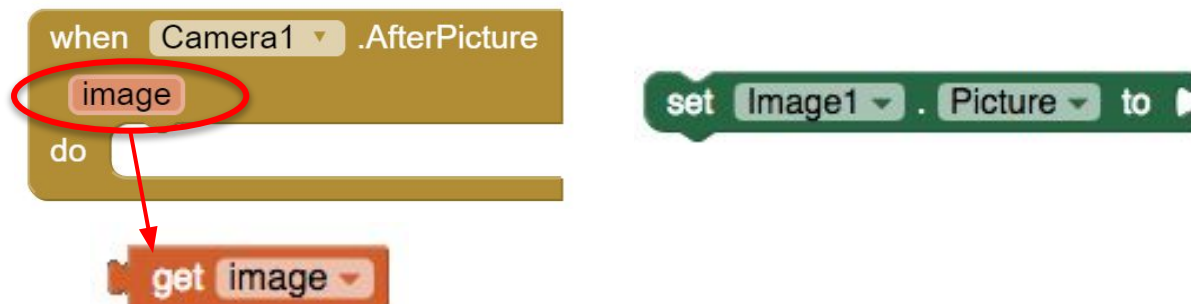 when Camera1 .AfterPicture
image
do
get image
set Image1 . Picture to